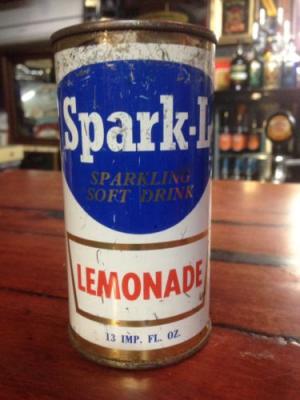 Spark-L
SPARKLING
SOFT DRINK
LEMONADE
13 IMP. FL. OZ.